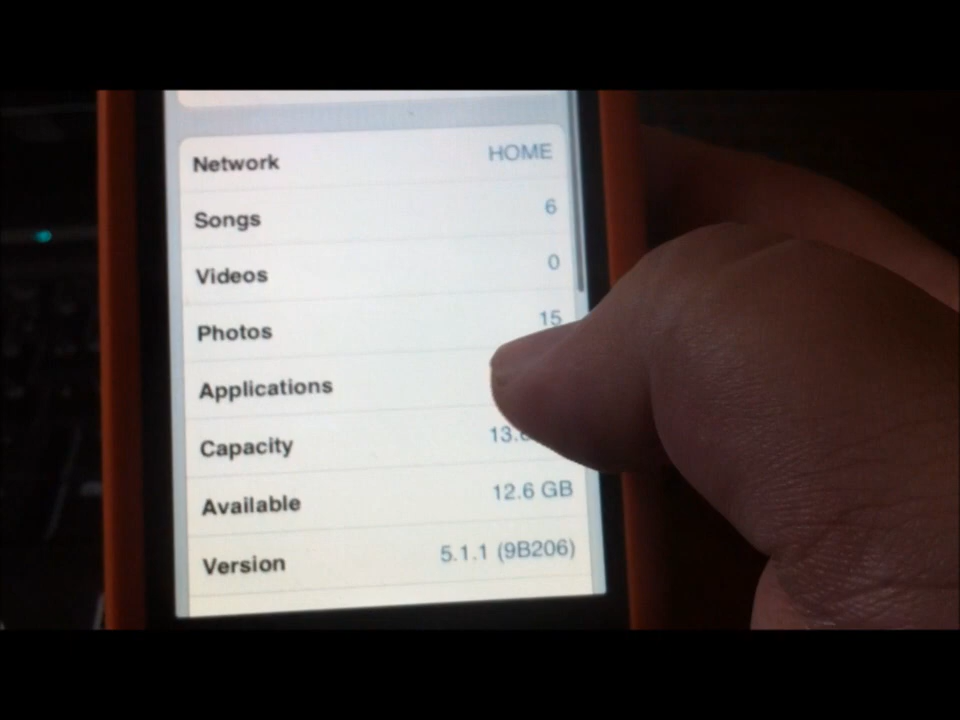 Network HOME
Songs 6
Videos 0
Photos 15
Applications
Capacity
Available 12.6 GB
Version 5.1.1 (9B206)